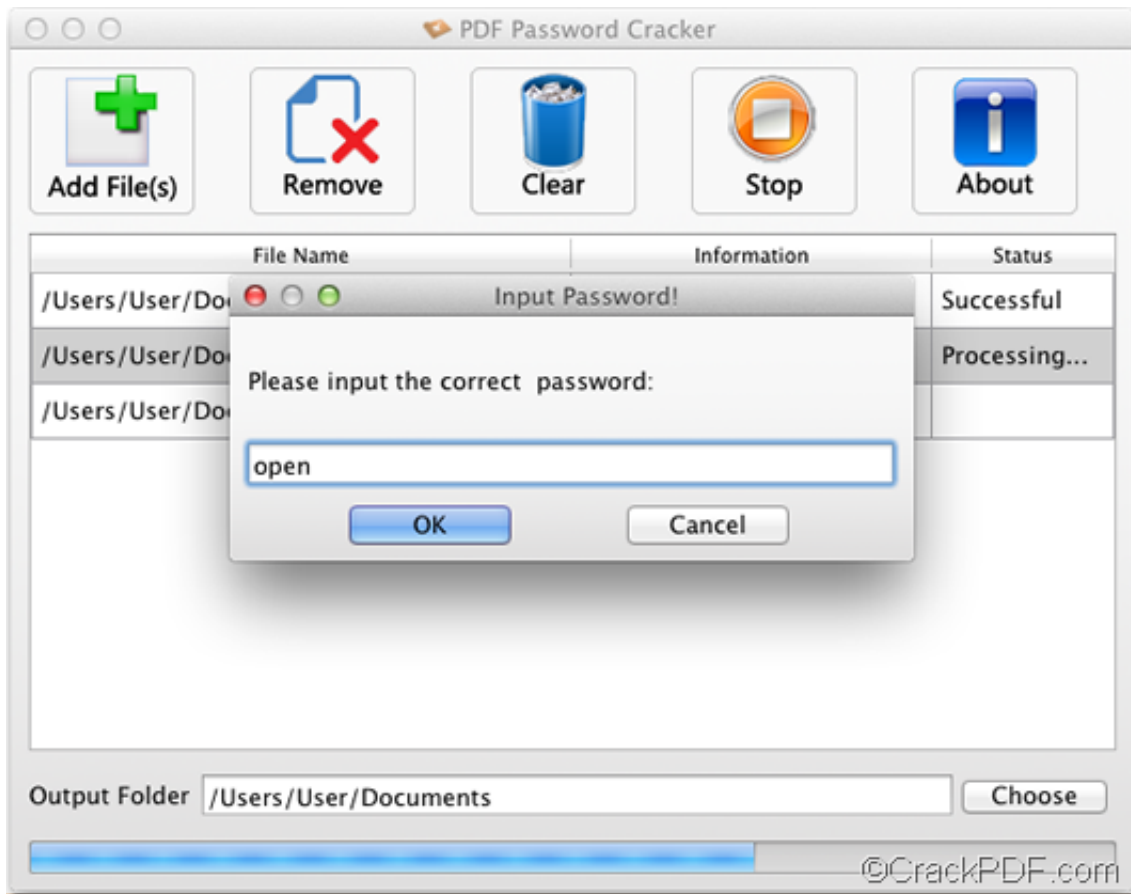 PDF Password Cracker
Add File(s) Remove Clear Stop About
File Name Information Status
/Users/User/Do Successful
/Users/User/Do Processing...
/Users/User/Do
Input Password!
Please input the correct  password:
open
OK Cancel
Output Folder /Users/User/Documents Choose
©CrackPDF.com